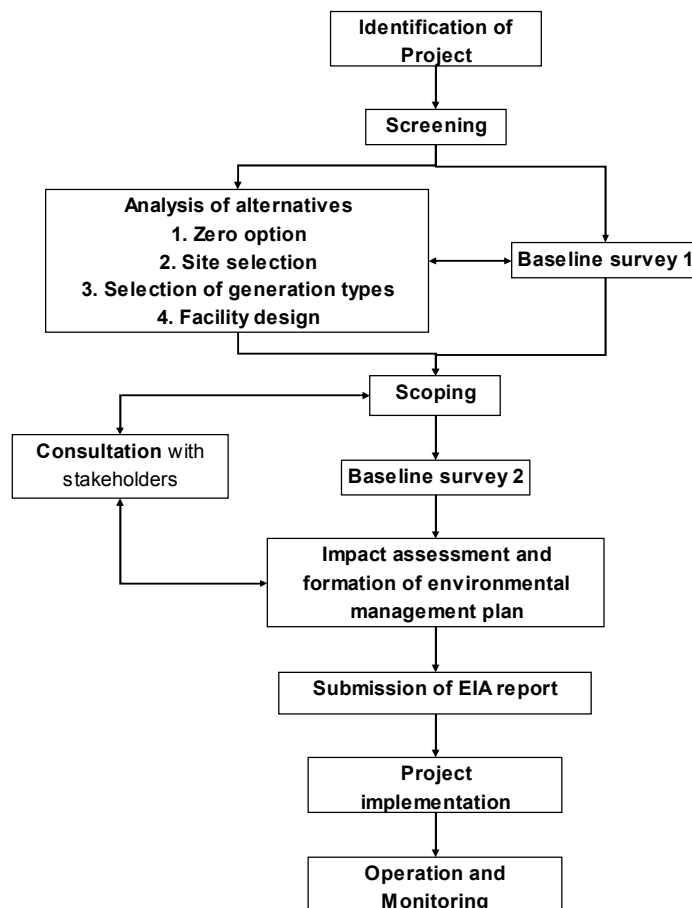 Identification of
Project
Screening
Analysis of alternatives
1. Zero option
2. Site selection
3. Selection of generation types
4. Facility design
Baseline survey 1
Scoping
Consultation with
stakeholders
Baseline survey 2
Impact assessment and
formation of environmental
management plan
Submission of EIA report
Project
implementation
Operation and
Monitoring